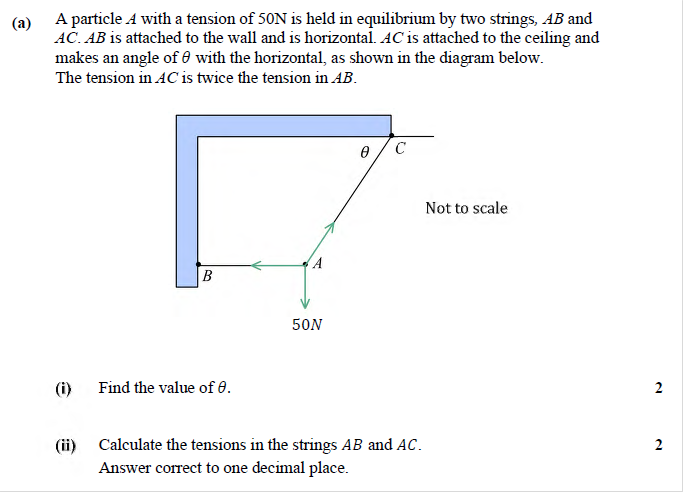 (a) A particle A with a tension of 50N is held in equilibrium by two strings, AB and
AC. AB is attached to the wall and is horizontal. AC is attached to the ceiling and
makes an angle of θ with the horizontal, as shown in the diagram below.
The tension in AC is twice the tension in AB.
θ C
Not to scale
A
B
50N
(i) Find the value of θ. 2
(ii) Calculate the tensions in the strings AB and AC. 2
Answer correct to one decimal place.